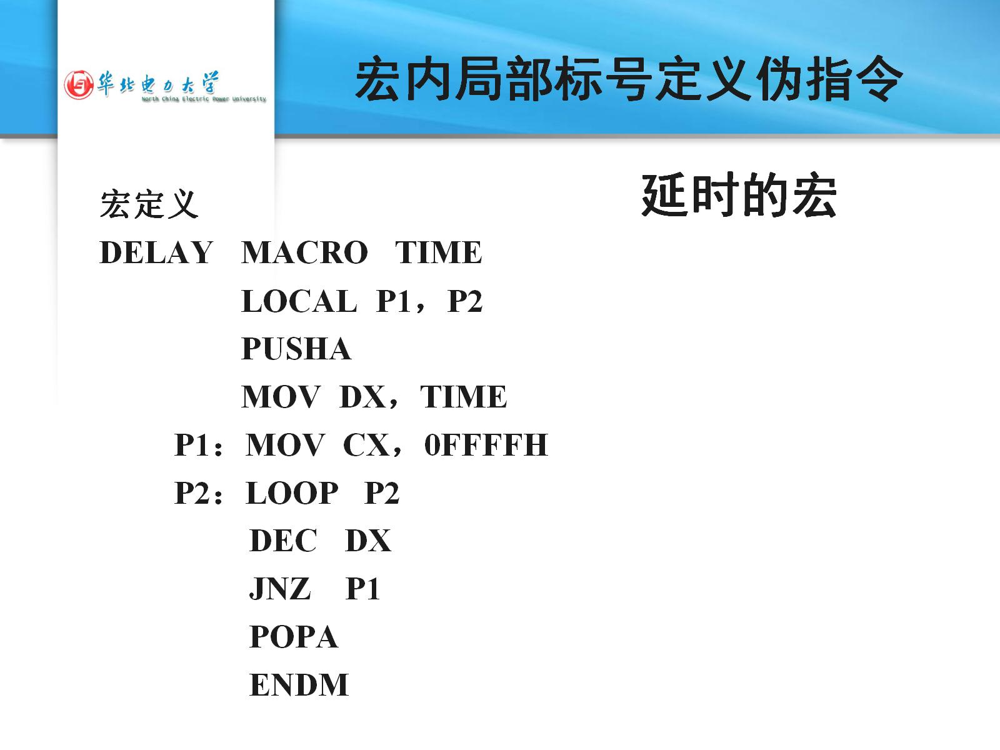 华北电力大学
North China Electric Power University
宏内局部标号定义伪指令
延时的宏
宏定义
DELAY MACRO TIME
LOCAL P1，P2
PUSHA
MOV DX，TIME
P1：MOV CX，0FFFFH
P2：LOOP P2
DEC DX
JNZ P1
POPA
ENDM